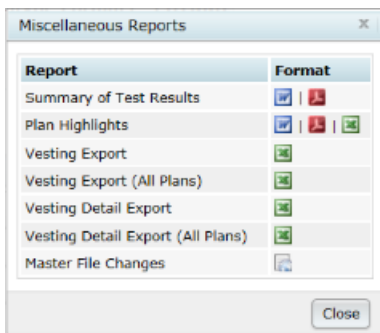 Miscellaneous Reports x
Report Format
Summary of Test Results |
Plan Highlights | |
Vesting Export
Vesting Export (All Plans)
Vesting Detail Export
Vesting Detail Export (All Plans)
Master File Changes
Close